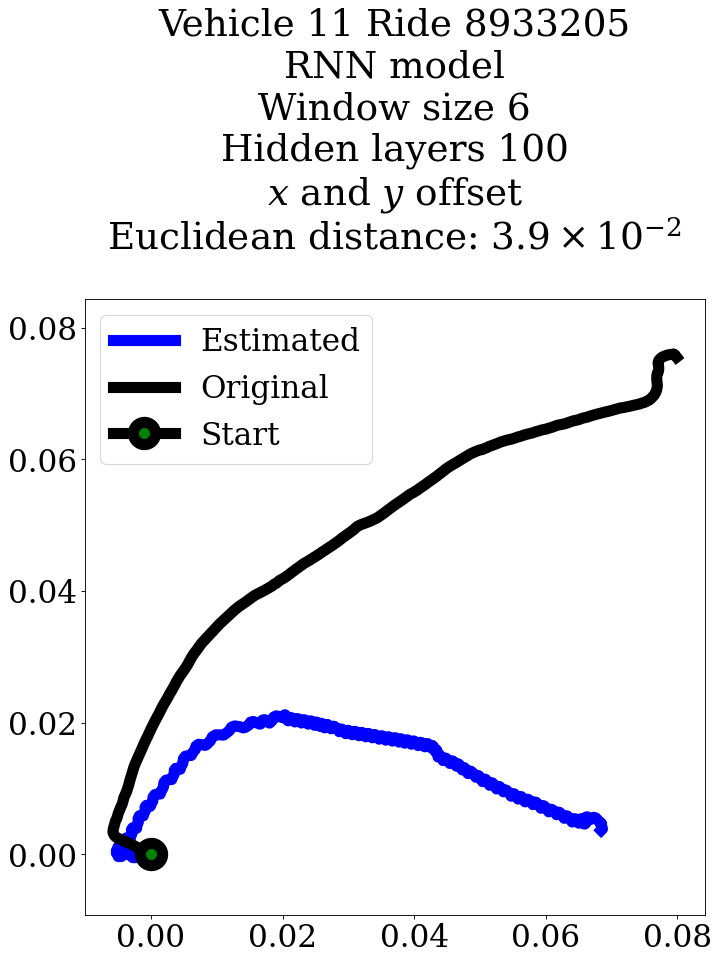 Vehicle 11 Ride 8933205
RNN model
Window size 6
Hidden layers 100
x and y offset
Euclidean distance: 3.9 × 10⁻²
Estimated
Original
Start
0.08
0.06
0.04
0.02
0.00
0.00 0.02 0.04 0.06 0.08